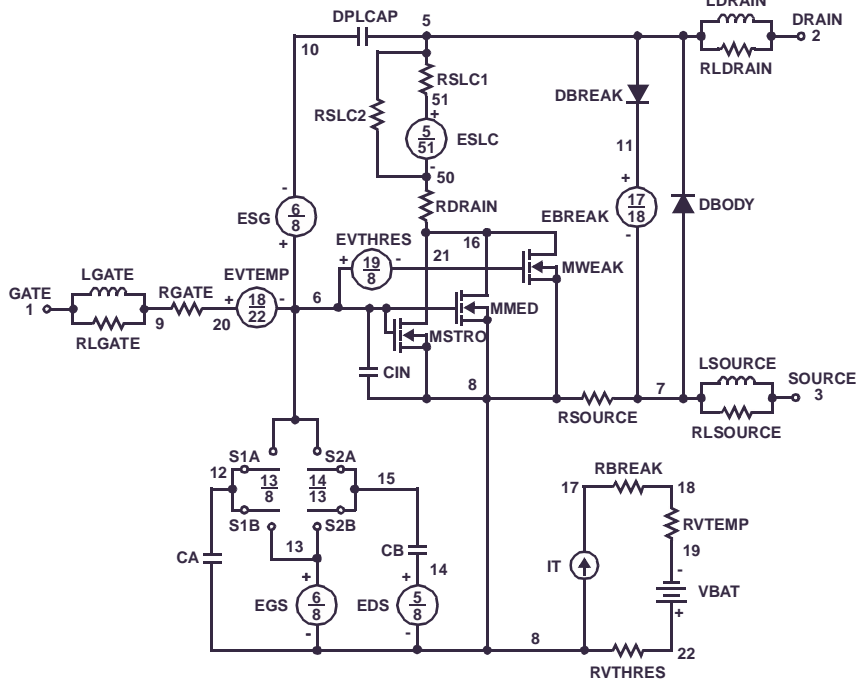 LDRAIN
DPLCAP 5 DRAIN
10 2
RLDRAIN
RSLC1
51
+
DBREAK
RSLC2
5
51
ESLC
-
50
11
-
+
RDRAIN
ESG
6
8
EBREAK
17
18
DBODY
+
EVTHRES
16
-
+
19
8
-
21
MWEAK
LGATE
EVTEMP
GATE
1
RGATE
+
18
22
-
6
MMED
9
20
RLGATE
MSTRO
CIN
8
7
LSOURCE
SOURCE
3
RSOURCE
RLSOURCE
S1A
S2A
12
13
8
14
13
15
17
RBREAK
18
S1B
S2B
RVTEMP
13
CA
CB
14
IT
19
-
+
+
VBAT
EGS
6
8
EDS
5
8
+
-
-
8
22
RVTHRES